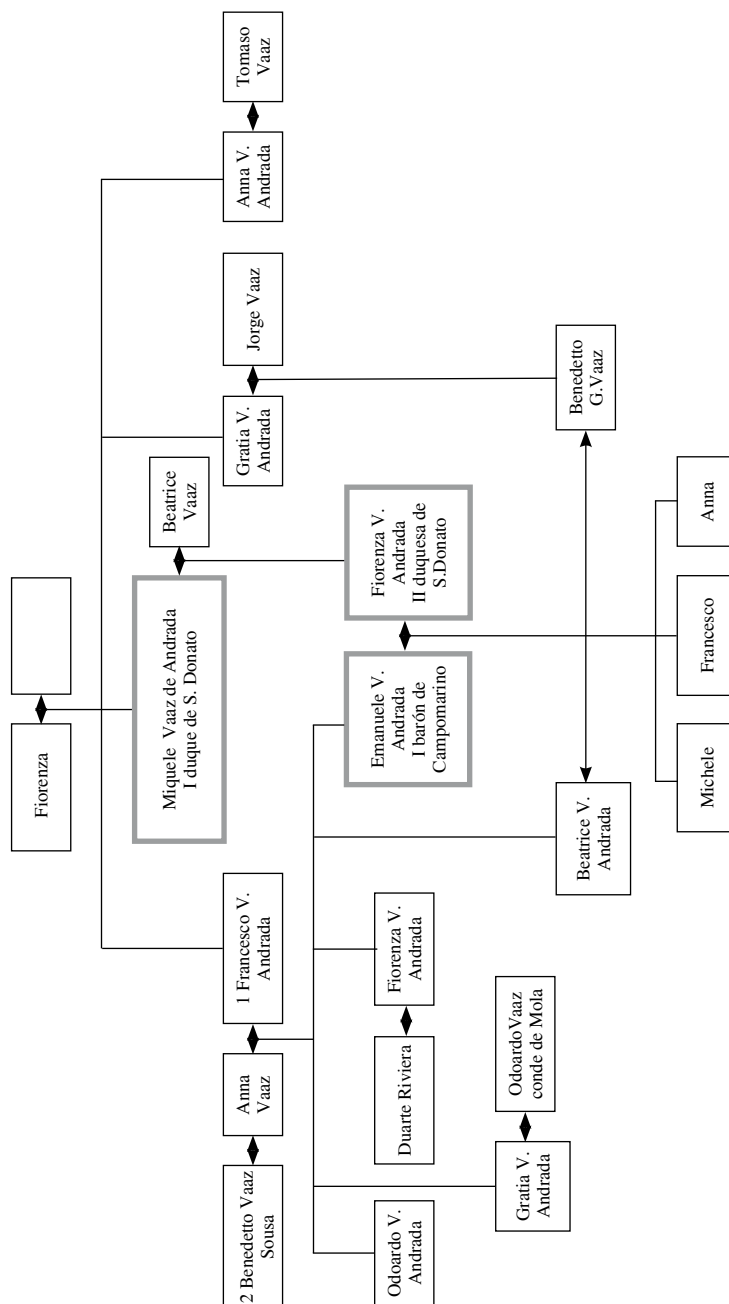 Fiorenza
Miquele Vaaz de Andrada
I duque de S. Donato
Beatrice
Vaaz
2 Benedetto Vaaz
Sousa
Anna
Vaaz
1 Francesco V.
Andrada
Gratia V.
Andrada
Jorge Vaaz
Anna V.
Andrada
Tomaso
Vaaz
Odoardo V.
Andrada
Duarte Riviera
Fiorenza V.
Andrada
Emanuele V.
Andrada
I barón de
Campomarino
Fiorenza V.
Andrada
II duquesa de
S.Donato
Gratia V.
Andrada
OdoardoVaaz
conde de Mola
Beatrice V.
Andrada
Benedetto
G.Vaaz
Michele
Francesco
Anna